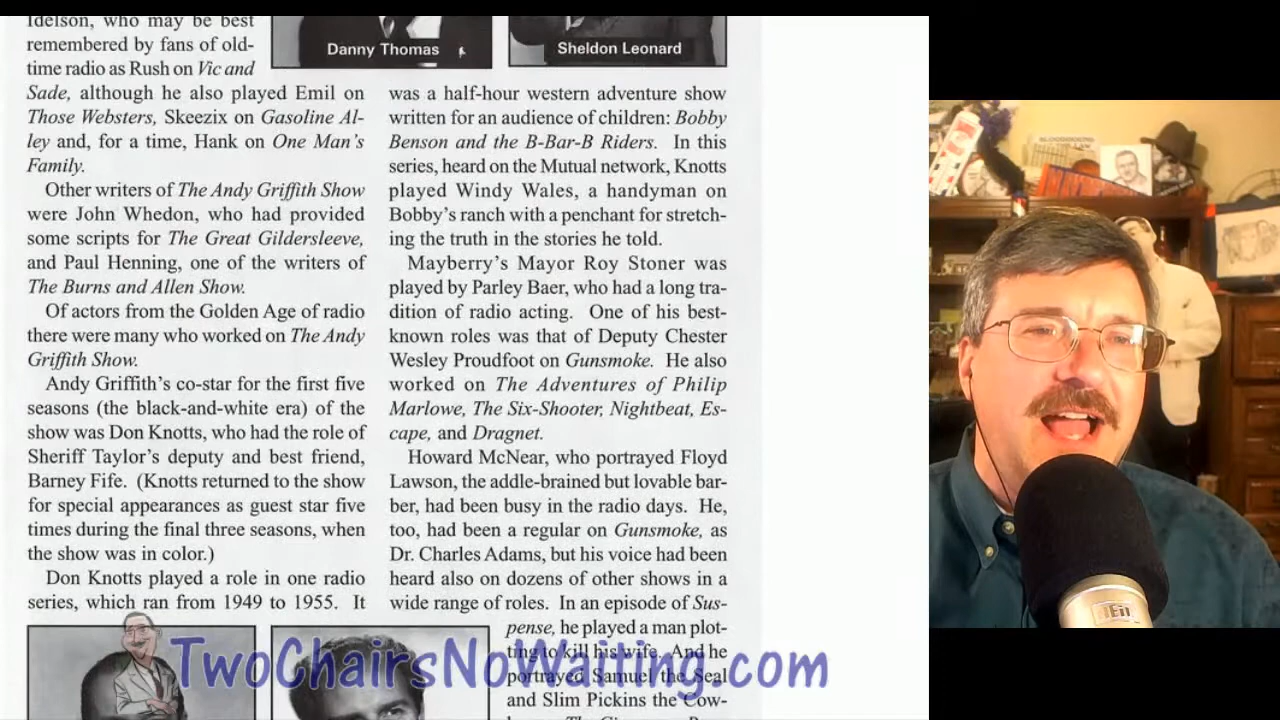 Idelson, who may be best
remembered by fans of old-
time radio as Rush on Vic and
Sade, although he also played Emil on
Those Websters, Skeezix on Gasoline Al-
ley and, for a time, Hank on One Man's
Family.
Other writers of The Andy Griffith Show
were John Whedon, who had provided
some scripts for The Great Gildersleeve,
and Paul Henning, one of the writers of
The Burns and Allen Show.
Of actors from the Golden Age of radio
there were many who worked on The Andy
Griffith Show.
Andy Griffith's co-star for the first five
seasons (the black-and-white era) of the
show was Don Knotts, who had the role of
Sheriff Taylor's deputy and best friend,
Barney Fife. (Knotts returned to the show
for special appearances as guest star five
times during the final three seasons, when
the show was in color.)
Don Knotts played a role in one radio
series, which ran from 1949 to 1955. It
Danny Thomas
Sheldon Leonard
was a half-hour western adventure show
written for an audience of children: Bobby
Benson and the B-Bar-B Riders. In this
series, heard on the Mutual network, Knotts
played Windy Wales, a handyman on
Bobby's ranch with a penchant for stretch-
ing the truth in the stories he told.
Mayberry's Mayor Roy Stoner was
played by Parley Baer, who had a long tra-
dition of radio acting. One of his best-
known roles was that of Deputy Chester
Wesley Proudfoot on Gunsmoke. He also
worked on The Adventures of Philip
Marlowe, The Six-Shooter, Nightbeat, Es-
cape, and Dragnet.
Howard McNear, who portrayed Floyd
Lawson, the addle-brained but lovable bar-
ber, had been busy in the radio days. He,
too, had been a regular on Gunsmoke, as
Dr. Charles Adams, but his voice had been
heard also on dozens of other shows in a
wide range of roles. In an episode of Sus-
pense, he played a man plot-
ting to kill his wife. And he
portrayed Samuel the Seal
and Slim Pickins the Cow-
TwoChairsNoWaiting.com